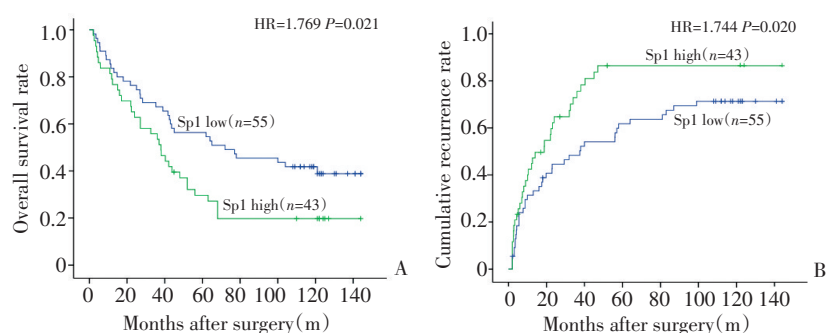 HR=1.769 P=0.021
1.0
0.8
0.6
0.4
0.2
0
Overall survival rate
Sp1 low(n=55)
Sp1 high(n=43)
A
0 20 40 60 80 100 120 140
Months after surgery(m)
HR=1.744 P=0.020
1.0
0.8
0.6
0.4
0.2
0
Cumulative recurrence rate
Sp1 high(n=43)
Sp1 low(n=55)
B
0 20 40 60 80 100 120 140
Months after surgery(m)